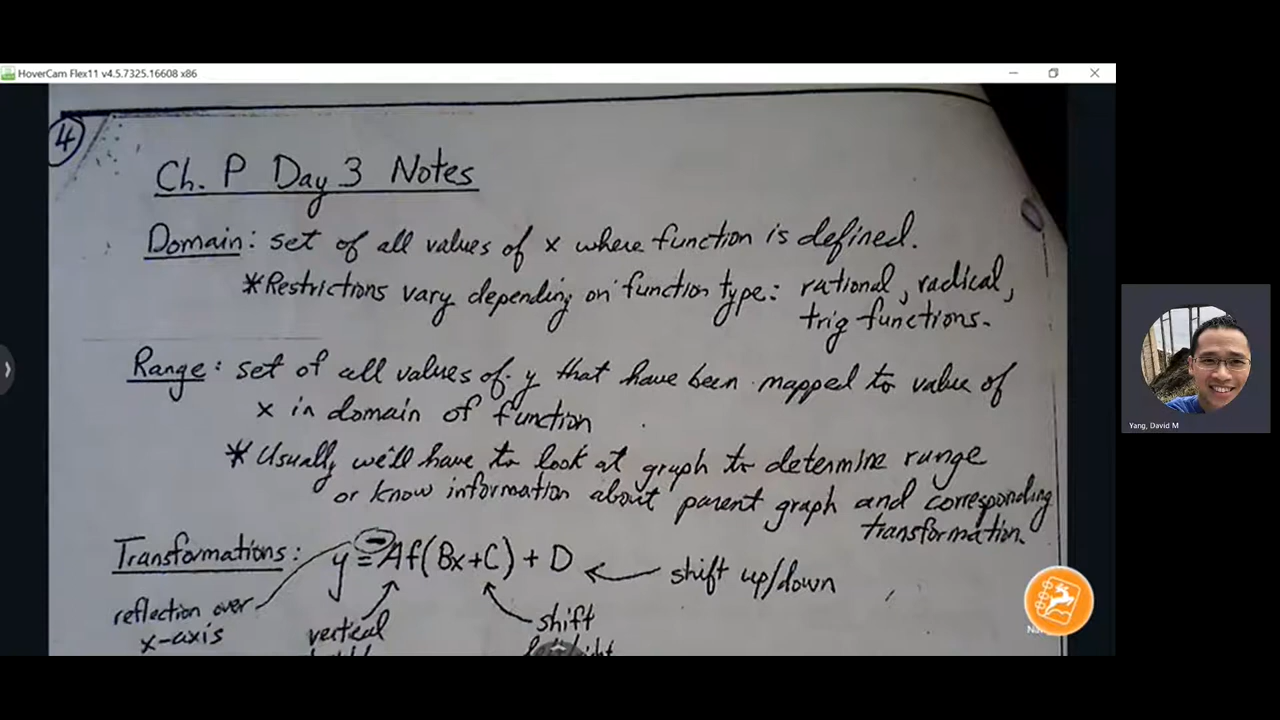 HoverCam Flex11 v4.5.7325.16608 x86
4
Ch. P Day 3 Notes
Domain: set of all values of x where function is defined.
*Restrictions vary depending on function type: rational, radical,
trig functions.
Range: set of all values of y that have been mapped to value of
x in domain of function
*Usually we'll have to look at graph to determine range
or know information about parent graph and corresponding
transformation.
Transformations: y = -Af(Bx+C) + D
shift up/down
reflection over
x-axis
vertical
shift
Yang, David M